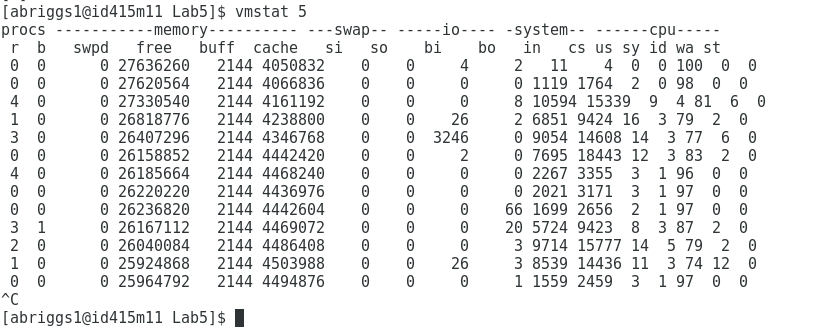 [abriggs1@id415m11 Lab5]$ vmstat 5
procs -----------memory---------- ---swap-- -----io---- -system-- ------cpu-----
 r  b   swpd   free   buff  cache   si   so    bi    bo   in   cs us sy id wa st
 0  0      0 27636260   2144 4050832    0    0     4     2   11    4  0  0 100  0  0
 0  0      0 27620564   2144 4066836    0    0     0     0 1119 1764  2  0 98  0  0
 4  0      0 27330540   2144 4161192    0    0     0     8 10594 15339  9  4 81  6  0
 1  0      0 26818776   2144 4238800    0    0    26     2 6851 9424 16  3 79  2  0
 3  0      0 26407296   2144 4346768    0    0  3246     0 9054 14608 14  3 77  6  0
 0  0      0 26158852   2144 4442420    0    0     2     0 7695 18443 12  3 83  2  0
 4  0      0 26185664   2144 4468240    0    0     0     0 2267 3355  3  1 96  0  0
 0  0      0 26220220   2144 4436976    0    0     0     0 2021 3171  3  1 97  0  0
 0  0      0 26236820   2144 4442604    0    0     0    66 1699 2656  2  1 97  0  0
 3  1      0 26167112   2144 4469072    0    0     0    20 5724 9423  8  3 87  2  0
 2  0      0 26040084   2144 4486408    0    0     0     3 9714 15777 14  5 79  2  0
 1  0      0 25924868   2144 4503988    0    0    26     3 8539 14436 11  3 74 12  0
 0  0      0 25964792   2144 4494876    0    0     0     1 1559 2459  3  1 97  0  0
^C
[abriggs1@id415m11 Lab5]$